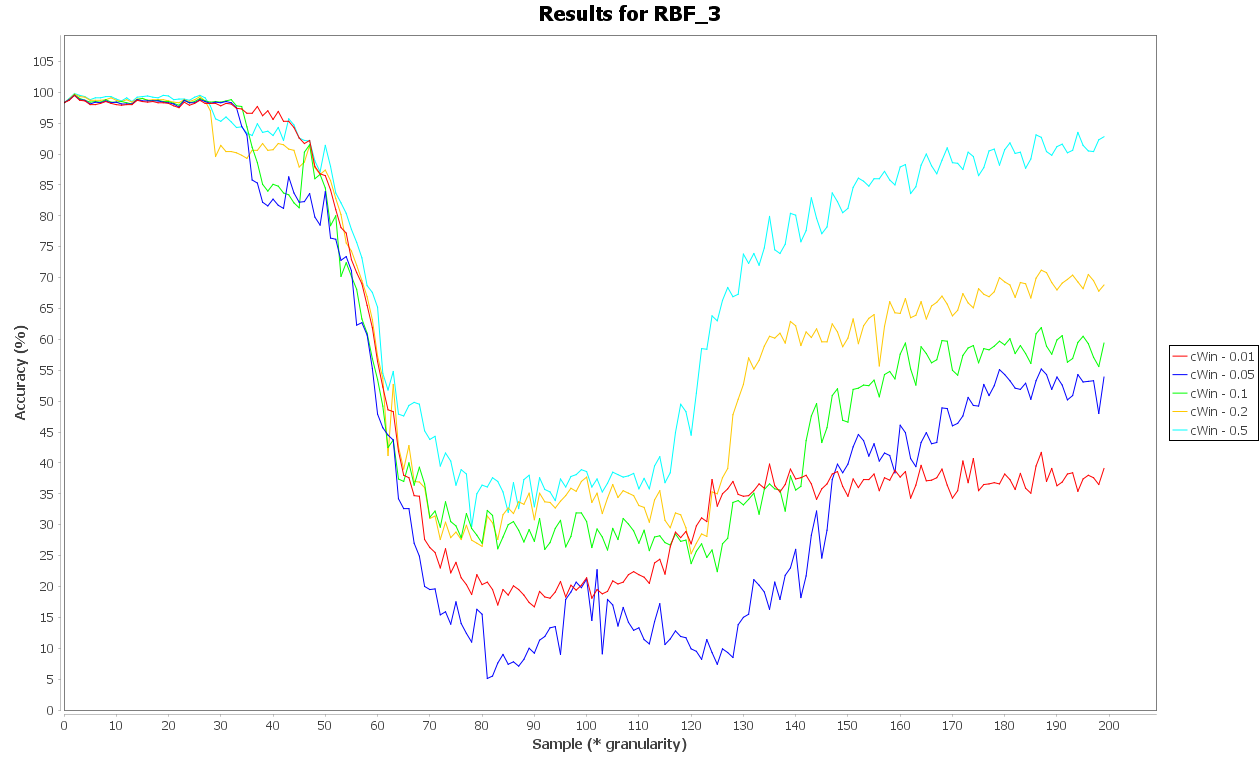 Results for RBF_3
105
100
95
90
85
80
75
70
65
60
55
50
45
40
35
30
25
20
15
10
5
0
Accuracy (%)
0 10 20 30 40 50 60 70 80 90 100 110 120 130 140 150 160 170 180 190 200
Sample (* granularity)
cWin - 0.01
cWin - 0.05
cWin - 0.1
cWin - 0.2
cWin - 0.5